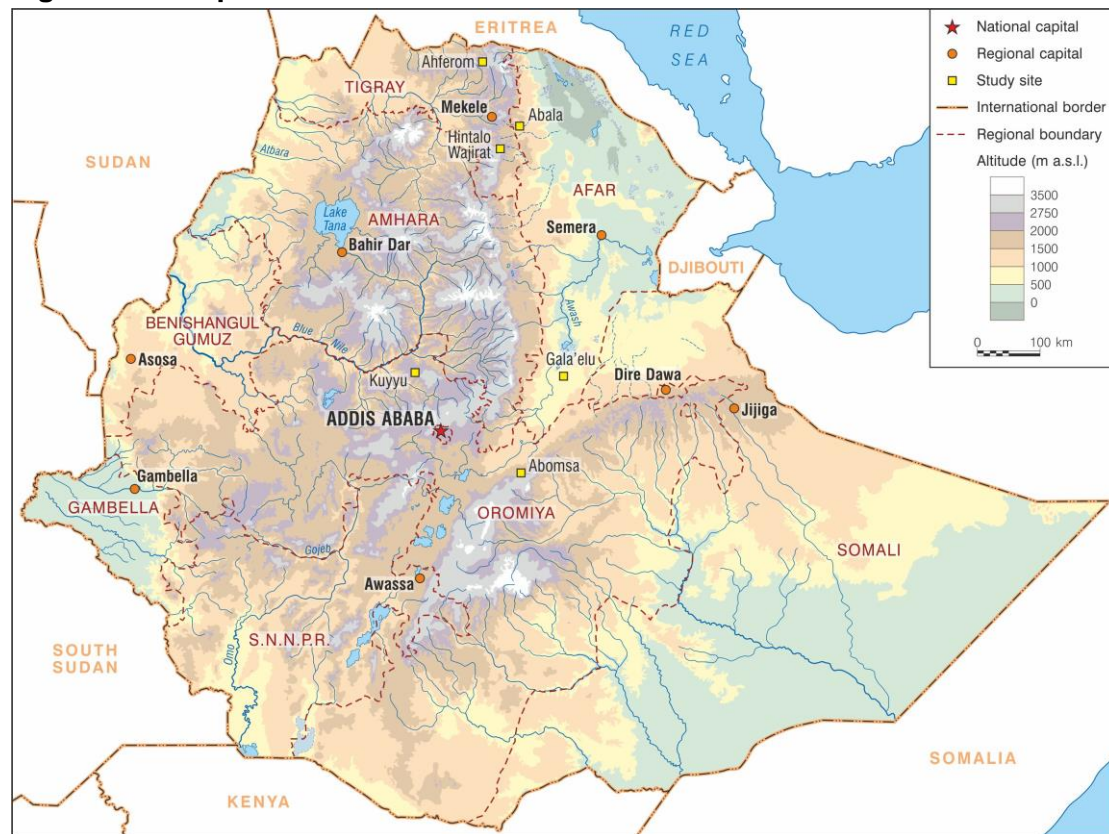 ERITREA
RED
SEA
Ahferom
TIGRAY
Mekele
Abala
Hintalo
Wajirat
SUDAN
Atbara
AFAR
Lake
Tana
AMHARA
Semera
Bahir Dar
DJIBOUTI
Awash
BENISHANGUL
GUMUZ
Blue
Nile
Asosa
Kuyyu
Gala'elu
Dire Dawa
ADDIS ABABA
Jijiga
Gambella
Abomsa
GAMBELLA
OROMIYA
Gojeb
SOMALI
Awassa
S.N.N.P.R.
SOUTH
SUDAN
Omo
SOMALIA
KENYA
National capital
Regional capital
Study site
International border
Regional boundary
Altitude (m a.s.l.)
3500
2750
2000
1500
1000
500
0
0 100 km